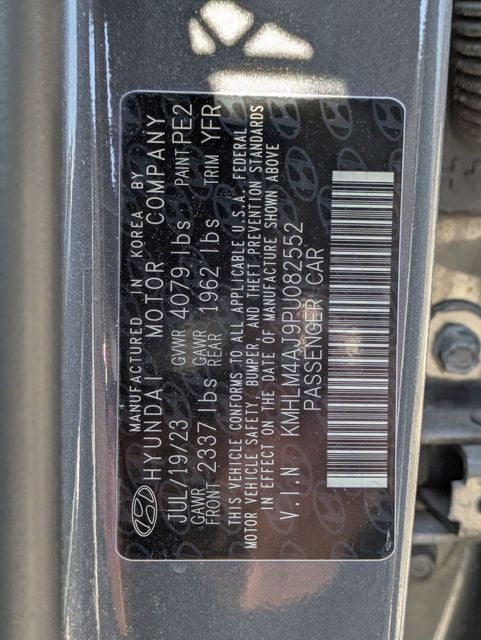 MANUFACTURED IN KOREA BY
HYUNDAI MOTOR COMPANY
JUL/19/23 GVWR 4079 lbs PAINT PE2
GAWR FRONT 2337 lbs GAWR REAR 1962 lbs TRIM YFR
THIS VEHICLE CONFORMS TO ALL APPLICABLE U.S.A. FEDERAL
MOTOR VEHICLE SAFETY, BUMPER, AND THEFT PREVENTION STANDARDS
IN EFFECT ON THE DATE OF MANUFACTURE SHOWN ABOVE
V.I.N KMHLM4AJ9PU082552
PASSENGER CAR